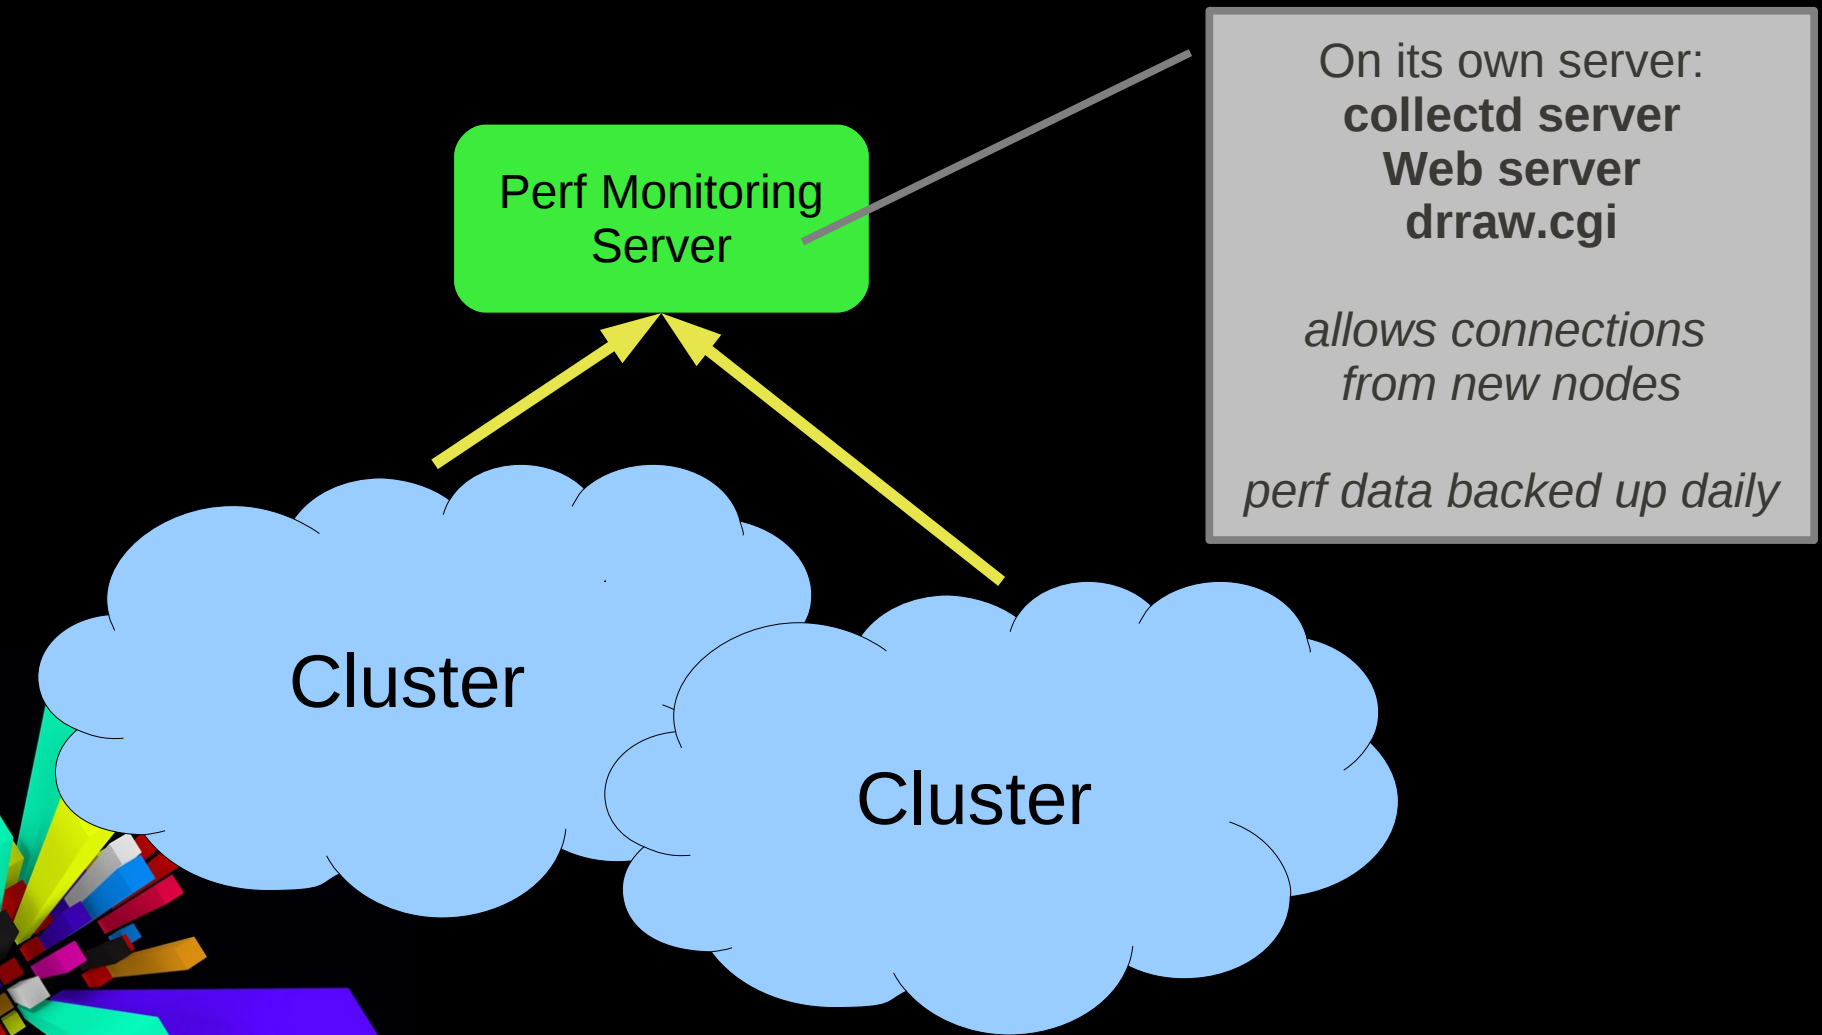 On its own server:
collectd server
Web server
drraw.cgi
allows connections
from new nodes
perf data backed up daily
Perf Monitoring
Server
Cluster
Cluster